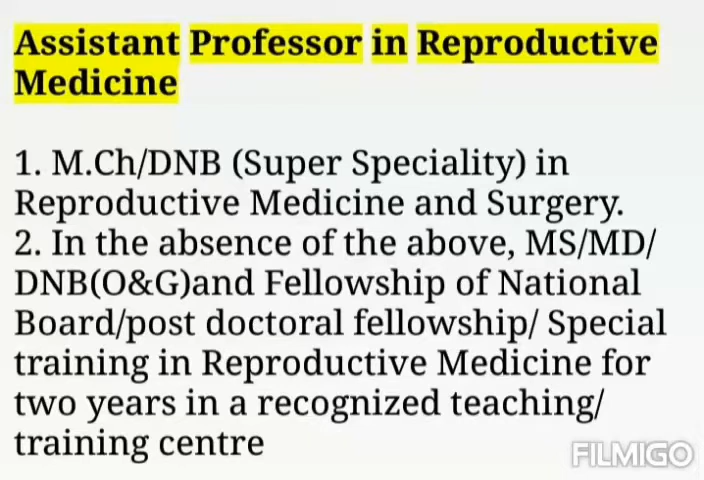 Assistant Professor in Reproductive
Medicine
1. M.Ch/DNB (Super Speciality) in
Reproductive Medicine and Surgery.
2. In the absence of the above, MS/MD/
DNB(O&G)and Fellowship of National
Board/post doctoral fellowship/ Special
training in Reproductive Medicine for
two years in a recognized teaching/
training centre
FILMIGO